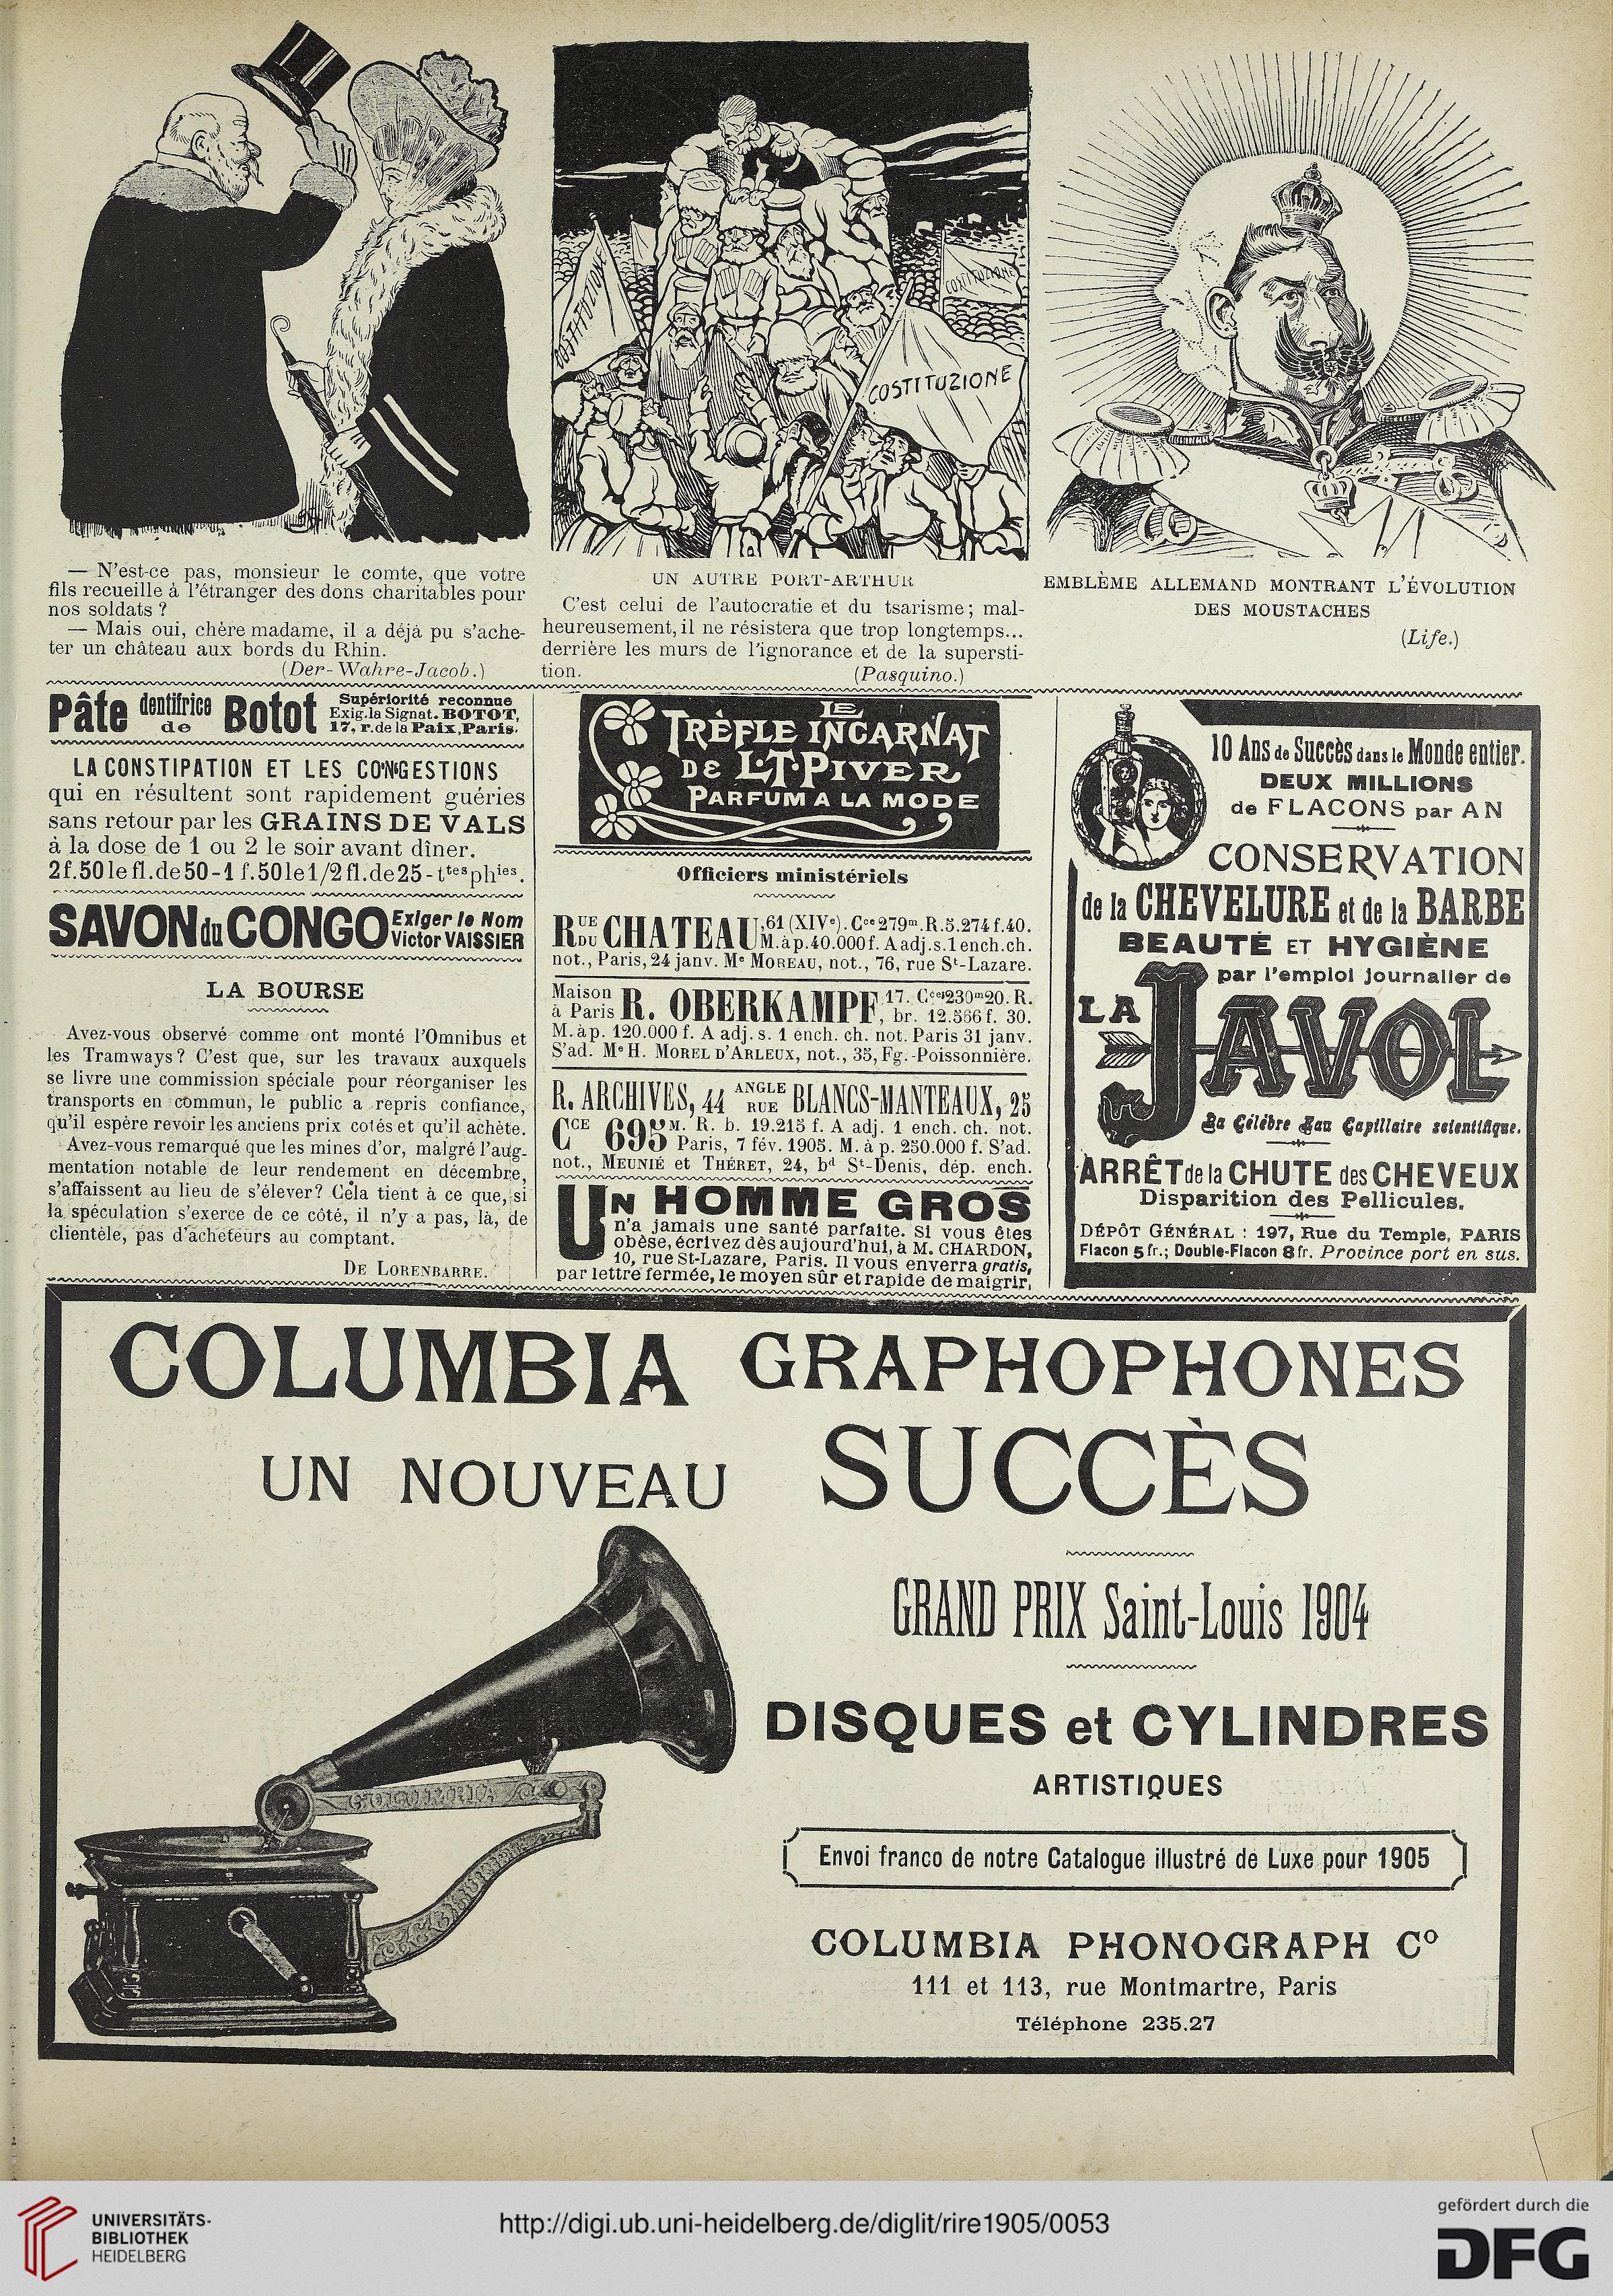 — N'est-ce pas, monsieur le comte, que votre
fils recueille à l'étranger des dons charitables pour
nos soldats ?
— Mais oui, chère madame, il a déjà pu s'ache-
ter un château aux bords du Rhin.
(Der-Wahre-Jacob.)
COSTITUZIONE
COSTITUZIONE
COSTITUZIONE
UN AUTRE PORT-ARTHUR
C'est celui de l'autocratie et du tsarisme; mal-
heureusement, il ne résistera que trop longtemps...
derrière les murs de l'ignorance et de la supersti-
tion.
(Pasquino.)
EMBLÈME ALLEMAND MONTRANT L'ÉVOLUTION
DES MOUSTACHES
(Life.)
Pâte dentifrice de Botot Supériorité reconnue
Exig.la Signat. BOTOT,
17, r.de la Paix,Paris.
LA CONSTIPATION ET LES CONGESTIONS
qui en résultent sont rapidement guéries
sans retour par les GRAINS DE VALS
à la dose de 1 ou 2 le soir avant dîner.
2f.50 le fl.de 50-1 f.50 le 1/2 fl.de 25-ttes phies.
SAVON du CONGO Exiger le Nom
Victor VAISSIER
LA BOURSE
Avez-vous observé comme ont monté l'Omnibus et
les Tramways? C'est que, sur les travaux auxquels
se livre une commission spéciale pour réorganiser les
transports en commun, le public a repris confiance,
qu'il espère revoir les anciens prix cotés et qu'il achète.
Avez-vous remarqué que les mines d'or, malgré l'aug-
mentation notable de leur rendement en décembre,
s'affaissent au lieu de s'élever? Cela tient à ce que, si
la spéculation s'exerce de ce côté, il n'y a pas, là, de
clientèle, pas d'acheteurs au comptant.
DE LORENBARRE.
LE
TRÈFLE INCARNAT
DE L.T.PIVER
PARFUM A LA MODE
Officiers ministériels
RUE DU CHATEAU, 61 (XIVe). Cce 279m. R.5.274f.40.
M.àp.40.000f. Aadj.s.1ench.ch.
not., Paris, 24 janv. Me MOREAU, not., 76, rue St-Lazare.
Maison à Paris R. OBERKAMPF, 17. Cce 230m20. R.
br. 12.566 f. 30.
M.àp. 120.000 f. A adj. s. 1 ench. ch. not. Paris 31 janv.
S'ad. Me H. MOREL D'ARLEUX, not., 35, Fg.-Poissonnière.
R. ARCHIVES, 44 ANGLE RUE BLANCS-MANTEAUX, 25
CCE 695 M. R. b. 19.215 f. A adj. 1 ench. ch. not.
Paris, 7 fév. 1905. M. à p. 250.000 f. S'ad.
not., MEUNIÉ et THÉRET, 24, bd St-Denis, dép. ench.
UN HOMME GROS
n'a jamais une santé parfaite. Si vous êtes
obèse, écrivez dès aujourd'hui, à M. CHARDON,
10, rue St-Lazare, Paris. Il vous enverra gratis,
par lettre fermée, le moyen sûr et rapide de maigrir,
10 Ans de Succès dans le Monde entier.
DEUX MILLIONS
de FLACONS par AN
CONSERVATION
de la CHEVELURE et de la BARBE
BEAUTÉ ET HYGIÈNE
par l'emploi journalier de
LA JAVOL
La Célèbre Eau Capillaire scientifique.
ARRÊT de la CHUTE des CHEVEUX
Disparition des Pellicules.
DÉPÔT GÉNÉRAL : 197, Rue du Temple, PARIS
Flacon 5 fr.; Double-Flacon 8 fr. Province port en sus.
COLUMBIA GRAPHOPHONES
UN NOUVEAU SUCCÈS
GRAND PRIX Saint-Louis 1904
DISQUES et CYLINDRES
ARTISTIQUES
COLUMBIA
Envoi franco de notre Catalogue illustré de Luxe pour 1905
COLUMBIA PHONOGRAPH Co
111 et 113, rue Montmartre, Paris
Téléphone 235.27
UNIVERSITÄTS-
BIBLIOTHEK
HEIDELBERG
http://digi.ub.uni-heidelberg.de/diglit/rire1905/0053
gefördert durch die
DFG